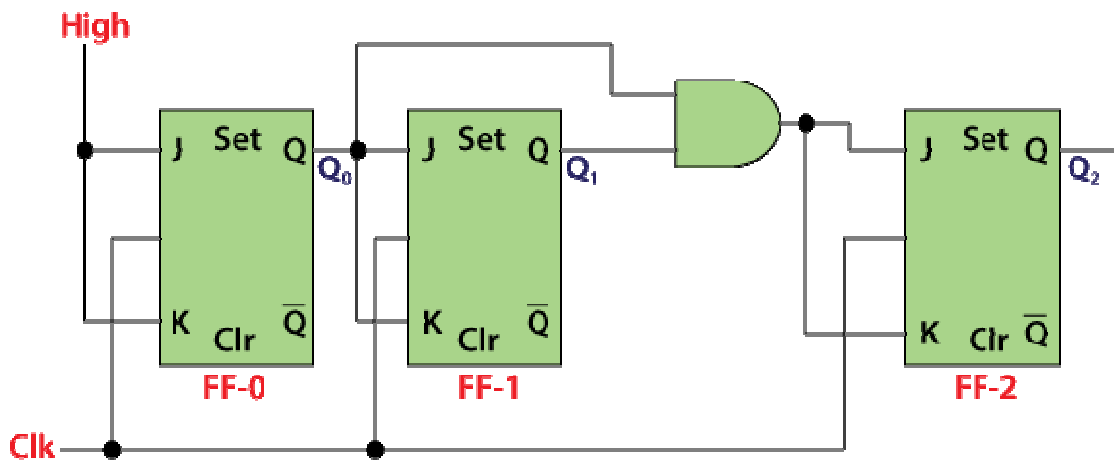 High
J Set Q
Q₀
K Clr Q̅
FF-0
J Set Q
Q₁
K Clr Q̅
FF-1
J Set Q
Q₂
K Clr Q̅
FF-2
Clk